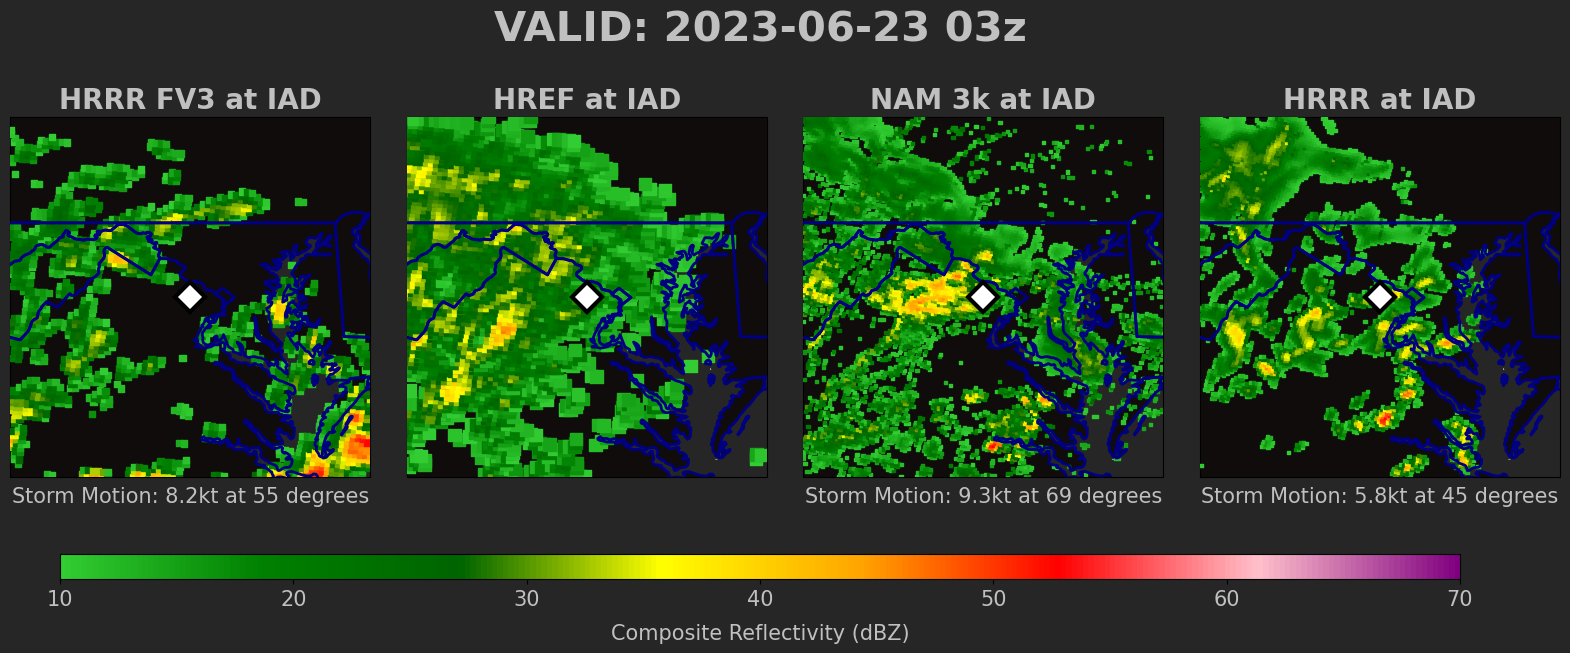 VALID: 2023-06-23 03z
HRRR FV3 at IAD
HREF at IAD
NAM 3k at IAD
HRRR at IAD
Storm Motion: 8.2kt at 55 degrees
Storm Motion: 9.3kt at 69 degrees
Storm Motion: 5.8kt at 45 degrees
10 20 30 40 50 60 70
Composite Reflectivity (dBZ)